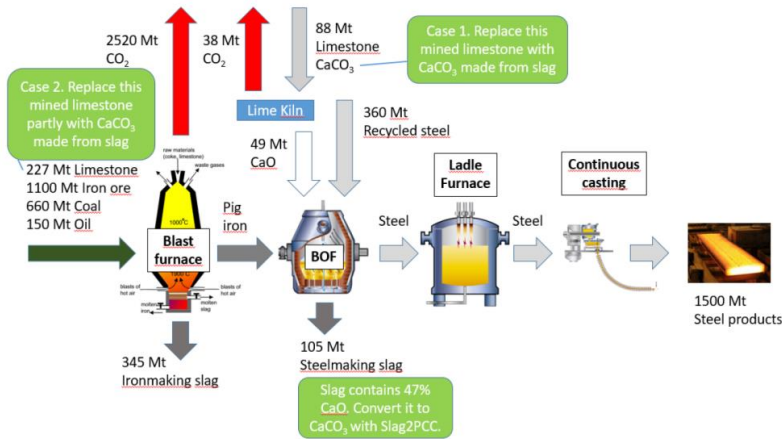 2520 Mt
CO2
38 Mt
CO2
88 Mt
Limestone
CaCO3
Case 1. Replace this
mined limestone with
CaCO3 made from slag
Case 2. Replace this
mined limestone
partly with CaCO3
made from slag
Lime Kiln
360 Mt
Recycled steel
49 Mt
CaO
227 Mt Limestone
1100 Mt Iron ore
660 Mt Coal
150 Mt Oil
raw materials
(coke, limestone)
waste gases
1000°C
Blast
furnace
1900°C
blasts of
hot air
blasts of
hot air
molten
iron
molten
slag
Pig
iron
BOF
Steel
Ladle
Furnace
Steel
Continuous
casting
1500 Mt
Steel products
345 Mt
Ironmaking slag
105 Mt
Steelmaking slag
Slag contains 47%
CaO. Convert it to
CaCO3 with Slag2PCC.